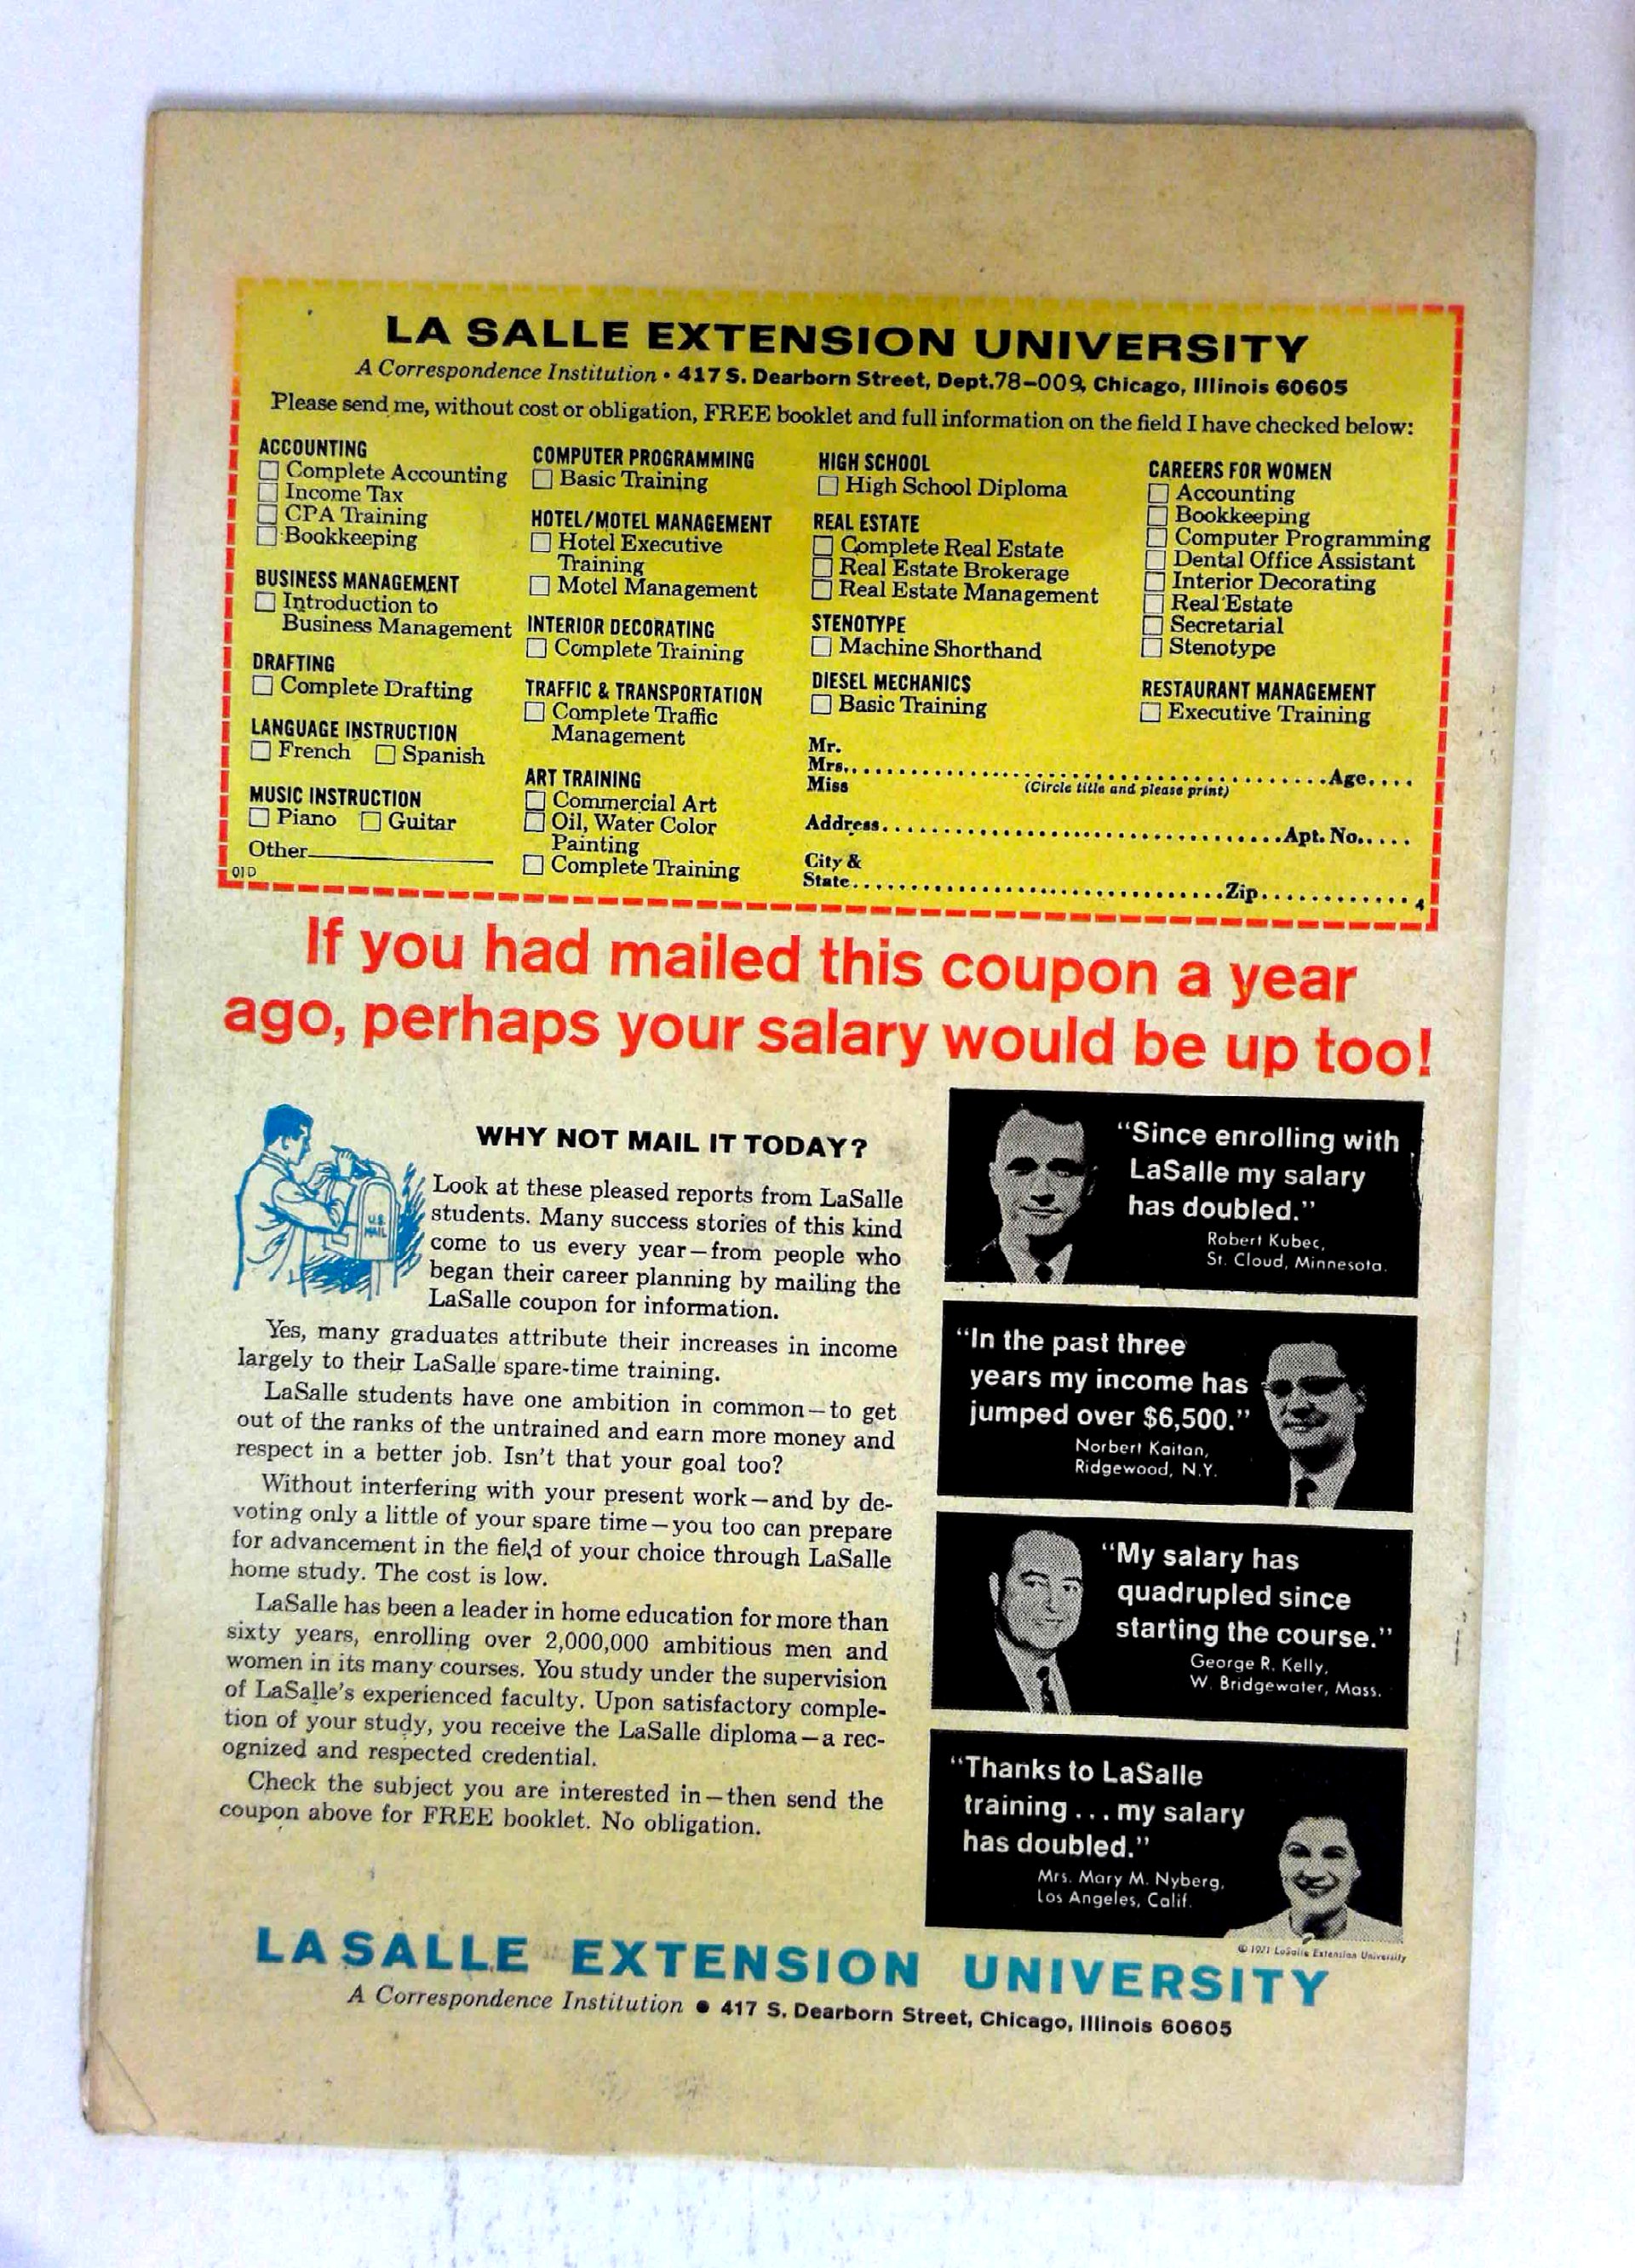 LA SALLE EXTENSION UNIVERSITY
A Correspondence Institution • 417 S. Dearborn Street, Dept. 78-009, Chicago, Illinois 60605
Please send me, without cost or obligation, FREE booklet and full information on the field I have checked below:
ACCOUNTING
Complete Accounting
Income Tax
CPA Training
Bookkeeping
BUSINESS MANAGEMENT
Introduction to
Business Management
DRAFTING
Complete Drafting
LANGUAGE INSTRUCTION
French Spanish
MUSIC INSTRUCTION
Piano Guitar
Other
01D
COMPUTER PROGRAMMING
Basic Training
HOTEL/MOTEL MANAGEMENT
Hotel Executive
Training
Motel Management
INTERIOR DECORATING
Complete Training
TRAFFIC & TRANSPORTATION
Complete Traffic
Management
ART TRAINING
Commercial Art
Oil, Water Color
Painting
Complete Training
HIGH SCHOOL
High School Diploma
REAL ESTATE
Complete Real Estate
Real Estate Brokerage
Real Estate Management
STENOTYPE
Machine Shorthand
DIESEL MECHANICS
Basic Training
CAREERS FOR WOMEN
Accounting
Bookkeeping
Computer Programming
Dental Office Assistant
Interior Decorating
Real Estate
Secretarial
Stenotype
RESTAURANT MANAGEMENT
Executive Training
Mr.
Mrs. Age
Miss (Circle title and please print)
Address Apt. No.
City &
State Zip 4
If you had mailed this coupon a year
ago, perhaps your salary would be up too!
U.S.
MAIL
WHY NOT MAIL IT TODAY?
Look at these pleased reports from LaSalle
students. Many success stories of this kind
come to us every year—from people who
began their career planning by mailing the
LaSalle coupon for information.
Yes, many graduates attribute their increases in income
largely to their LaSalle spare-time training.
LaSalle students have one ambition in common—to get
out of the ranks of the untrained and earn more money and
respect in a better job. Isn't that your goal too?
Without interfering with your present work—and by de-
voting only a little of your spare time—you too can prepare
for advancement in the field of your choice through LaSalle
home study. The cost is low.
LaSalle has been a leader in home education for more than
sixty years, enrolling over 2,000,000 ambitious men and
women in its many courses. You study under the supervision
of LaSalle's experienced faculty. Upon satisfactory comple-
tion of your study, you receive the LaSalle diploma—a rec-
ognized and respected credential.
Check the subject you are interested in—then send the
coupon above for FREE booklet. No obligation.
"Since enrolling with
LaSalle my salary
has doubled."
Robert Kubec,
St. Cloud, Minnesota.
"In the past three
years my income has
jumped over $6,500."
Norbert Kaitan,
Ridgewood, N.Y.
"My salary has
quadrupled since
starting the course."
George R. Kelly,
W. Bridgewater, Mass.
"Thanks to LaSalle
training . . . my salary
has doubled."
Mrs. Mary M. Nyberg,
Los Angeles, Calif.
© 1971 LaSalle Extension University
LA SALLE EXTENSION UNIVERSITY
A Correspondence Institution • 417 S. Dearborn Street, Chicago, Illinois 60605